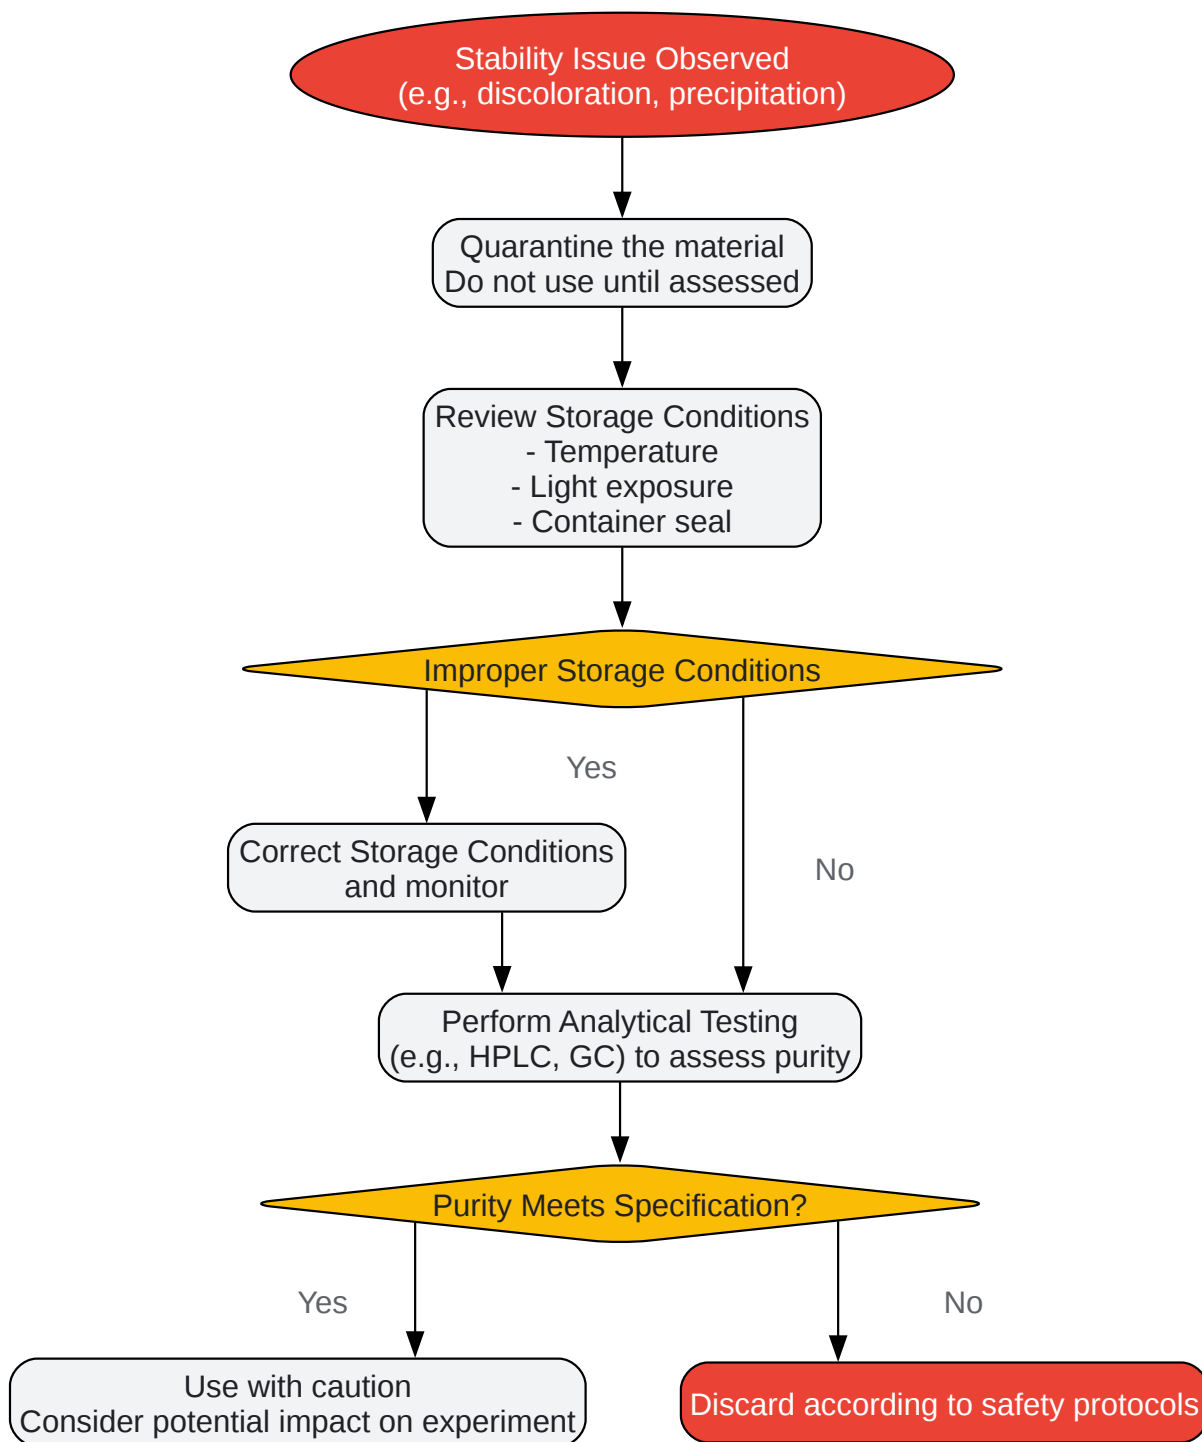 Stability Issue Observed
(e.g., discoloration, precipitation)
Quarantine the material
Do not use until assessed
Review Storage Conditions
- Temperature
- Light exposure
- Container seal
Improper Storage Conditions
Yes
Correct Storage Conditions
and monitor
No
Perform Analytical Testing
(e.g., HPLC, GC) to assess purity
Purity Meets Specification?
Yes
No
Use with caution
Consider potential impact on experiment
Discard according to safety protocols